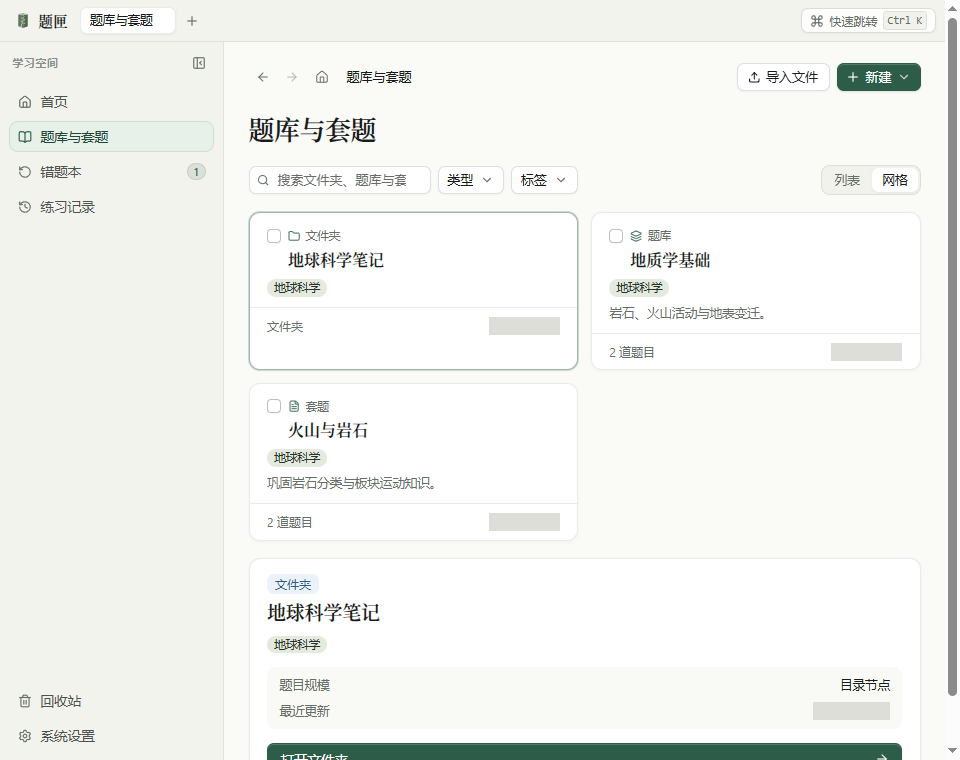 题匣
题库与套题
快速跳转 Ctrl K
学习空间
首页
题库与套题
错题本 1
练习记录
回收站
系统设置
题库与套题
导入文件
新建
题库与套题
搜索文件夹、题库与套
类型
标签
列表
网格
文件夹
地球科学笔记
地球科学
文件夹
题库
地质学基础
地球科学
岩石、火山活动与地表变迁。
2 道题目
套题
火山与岩石
地球科学
巩固岩石分类与板块运动知识。
2 道题目
文件夹
地球科学笔记
地球科学
题目规模 目录节点
最近更新
打开文件夹